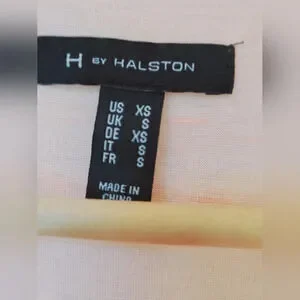 H BY HALSTON
US XS
UK S
DE XS
IT S
FR S
MADE IN
CHINA